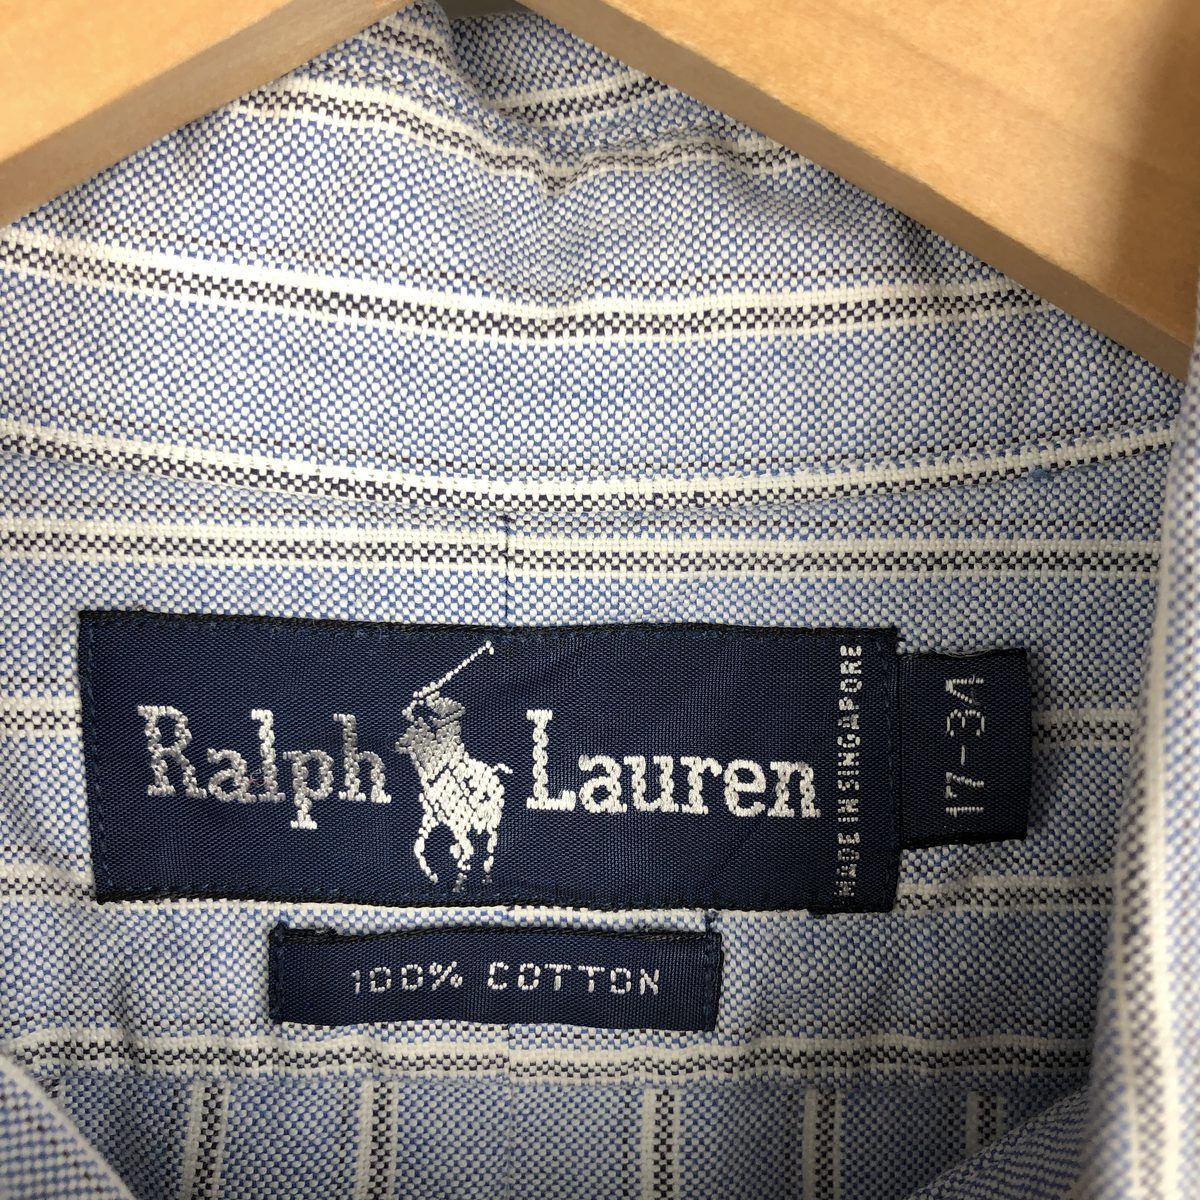 Ralph Lauren
MADE IN SINGAPORE
17-34
100% COTTON